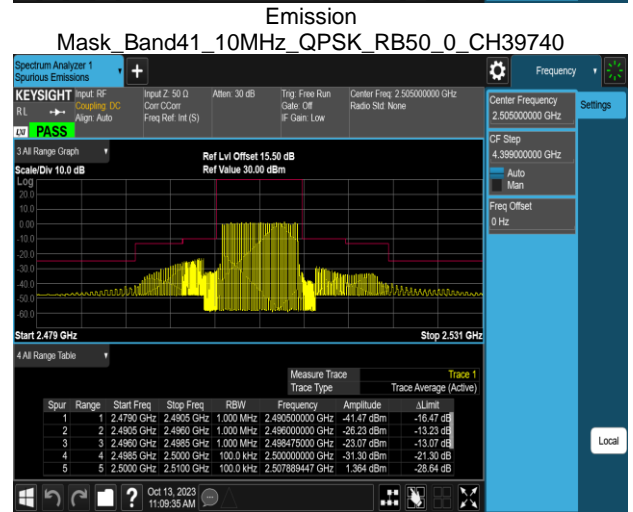 Emission
Mask_Band41_10MHz_QPSK_RB50_0_CH39740
Spectrum Analyzer 1
Spurious Emissions
+
Frequency
KEYSIGHT
RL
LXI
PASS
Input: RF
Coupling: DC
Align: Auto
Input Z: 50 Ω
Corr CCorr
Freq Ref: Int (S)
Atten: 30 dB
Trig: Free Run
Gate: Off
IF Gain: Low
Center Freq: 2.505000000 GHz
Radio Std: None
Center Frequency
2.505000000 GHz
Settings
CF Step
4.399000000 GHz
Auto
Man
Freq Offset
0 Hz
3 All Range Graph
Scale/Div 10.0 dB
Ref Lvl Offset 15.50 dB
Ref Value 30.00 dBm
Log
20.0
10.0
0.00
-10.0
-20.0
-30.0
-40.0
-50.0
-60.0
Start 2.479 GHz
Stop 2.531 GHz
4 All Range Table
Measure Trace Trace 1
Trace Type Trace Average (Active)
Spur Range Start Freq Stop Freq RBW Frequency Amplitude ΔLimit
1 1 2.4790 GHz 2.4905 GHz 1.000 MHz 2.490500000 GHz -41.47 dBm -16.47 dB
2 2 2.4905 GHz 2.4960 GHz 1.000 MHz 2.496000000 GHz -26.23 dBm -13.23 dB
3 3 2.4960 GHz 2.4985 GHz 1.000 MHz 2.498475000 GHz -23.07 dBm -13.07 dB
4 4 2.4985 GHz 2.5000 GHz 100.0 kHz 2.500000000 GHz -31.30 dBm -21.30 dB
5 5 2.5000 GHz 2.5100 GHz 100.0 kHz 2.507889447 GHz 1.364 dBm -28.64 dB
Local
?
Oct 13, 2023
11:09:35 AM